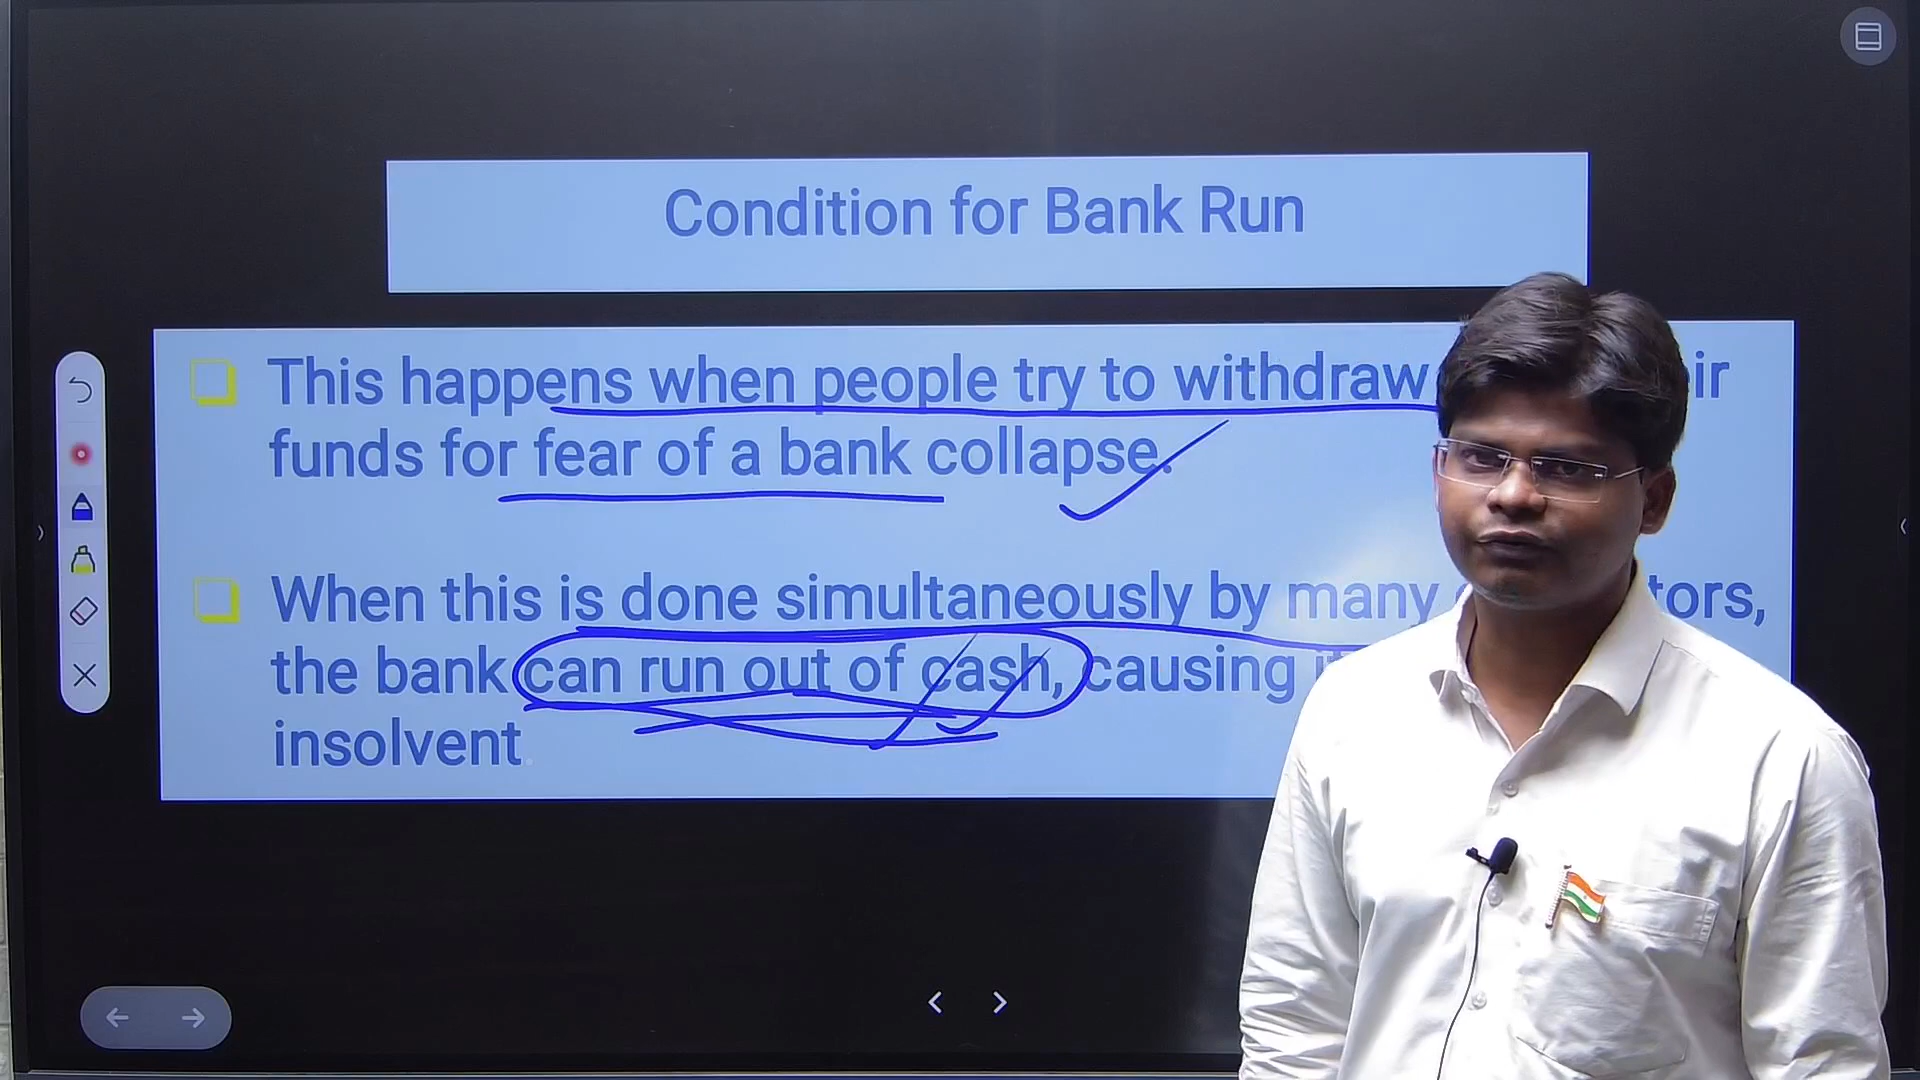 Condition for Bank Run
This happens when people try to withdraw
funds for fear of a bank collapse.
When this is done simultaneously by many
the bank can run out of cash, causing
insolvent